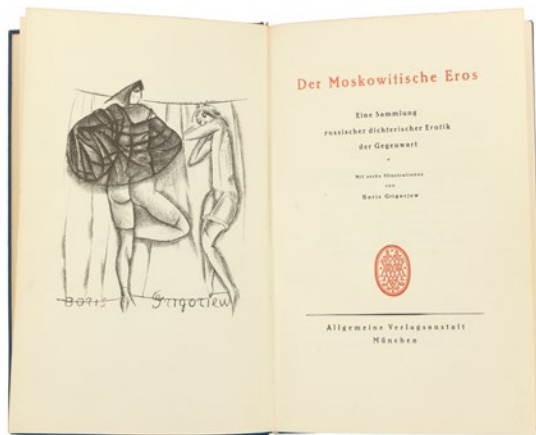 Boris Grigoriew
Der Moskowitische Eros
Eine Sammlung
russischer dichterischer Erotik
der Gegenwart
Mit sechs Illustrationen
von
Boris Grigorjew
Allgemeine Verlagsanstalt
München